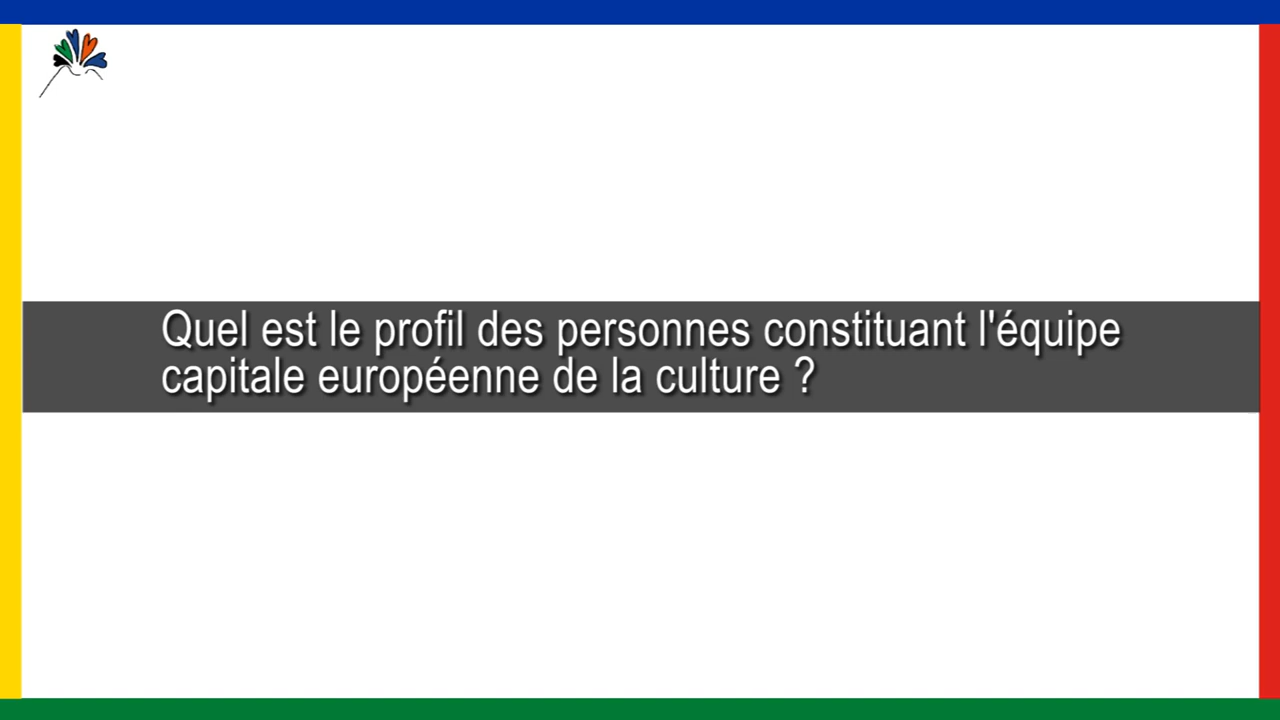 Quel est le profil des personnes constituant l'équipe
capitale européenne de la culture ?